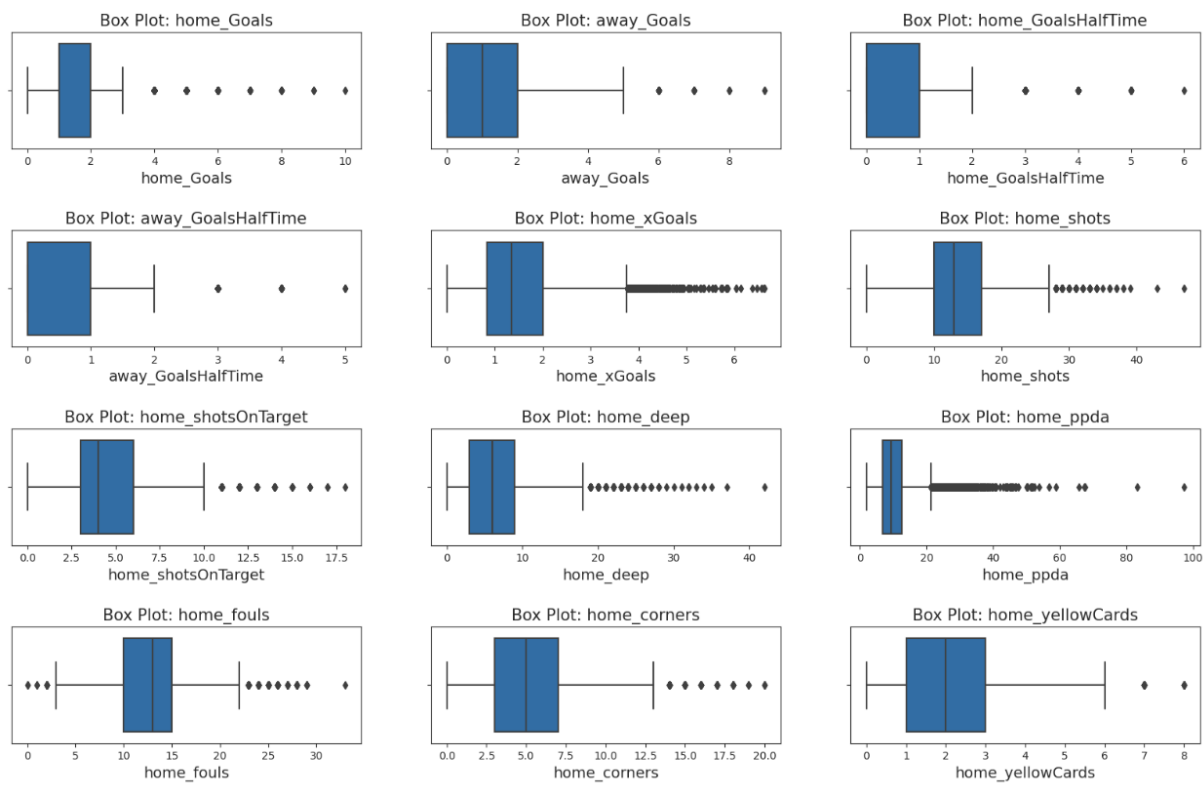 Box Plot: home_Goals
0 2 4 6 8 10
home_Goals
Box Plot: away_Goals
0 2 4 6 8
away_Goals
Box Plot: home_GoalsHalfTime
0 1 2 3 4 5 6
home_GoalsHalfTime
Box Plot: away_GoalsHalfTime
0 1 2 3 4 5
away_GoalsHalfTime
Box Plot: home_xGoals
0 1 2 3 4 5 6
home_xGoals
Box Plot: home_shots
0 10 20 30 40
home_shots
Box Plot: home_shotsOnTarget
0.0 2.5 5.0 7.5 10.0 12.5 15.0 17.5
home_shotsOnTarget
Box Plot: home_deep
0 10 20 30 40
home_deep
Box Plot: home_ppda
0 20 40 60 80 100
home_ppda
Box Plot: home_fouls
0 5 10 15 20 25 30
home_fouls
Box Plot: home_corners
0.0 2.5 5.0 7.5 10.0 12.5 15.0 17.5 20.0
home_corners
Box Plot: home_yellowCards
0 1 2 3 4 5 6 7 8
home_yellowCards